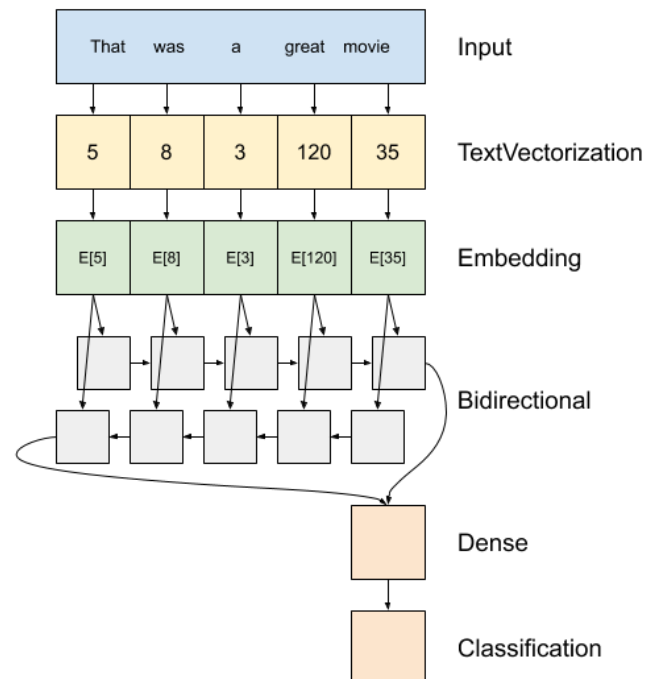 That was a great movie Input
5 8 3 120 35 TextVectorization
E[5] E[8] E[3] E[120] E[35] Embedding
Bidirectional
Dense
Classification